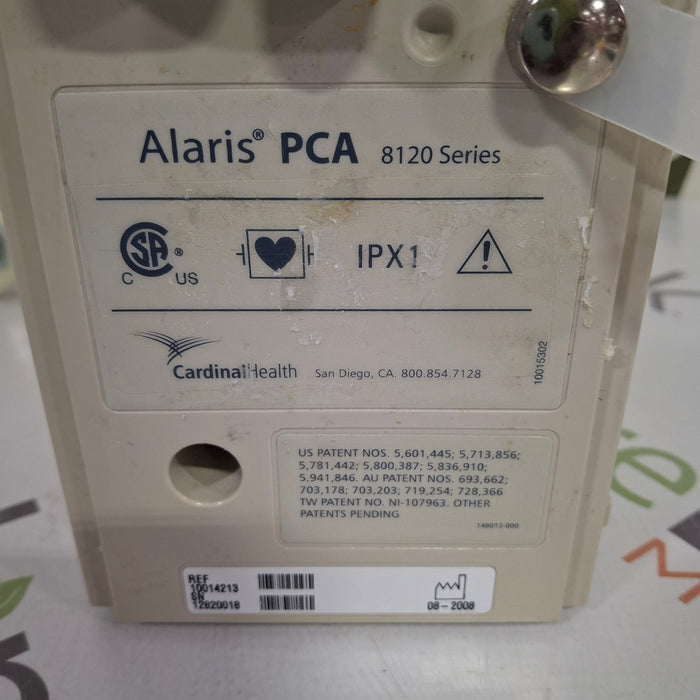 Alaris® PCA 8120 Series
CSA ®
C US
IPX1
CardinalHealth San Diego, CA. 800.854.7128
10015302
US PATENT NOS. 5,601,445; 5,713,856;
5,781,442; 5,800,387; 5,836,910;
5,941,846. AU PATENT NOS. 693,662;
703,178; 703,203; 719,254; 728,366
TW PATENT NO. NI-107963. OTHER
PATENTS PENDING
148013-000
REF
10014213
SN
12620016
08-2008